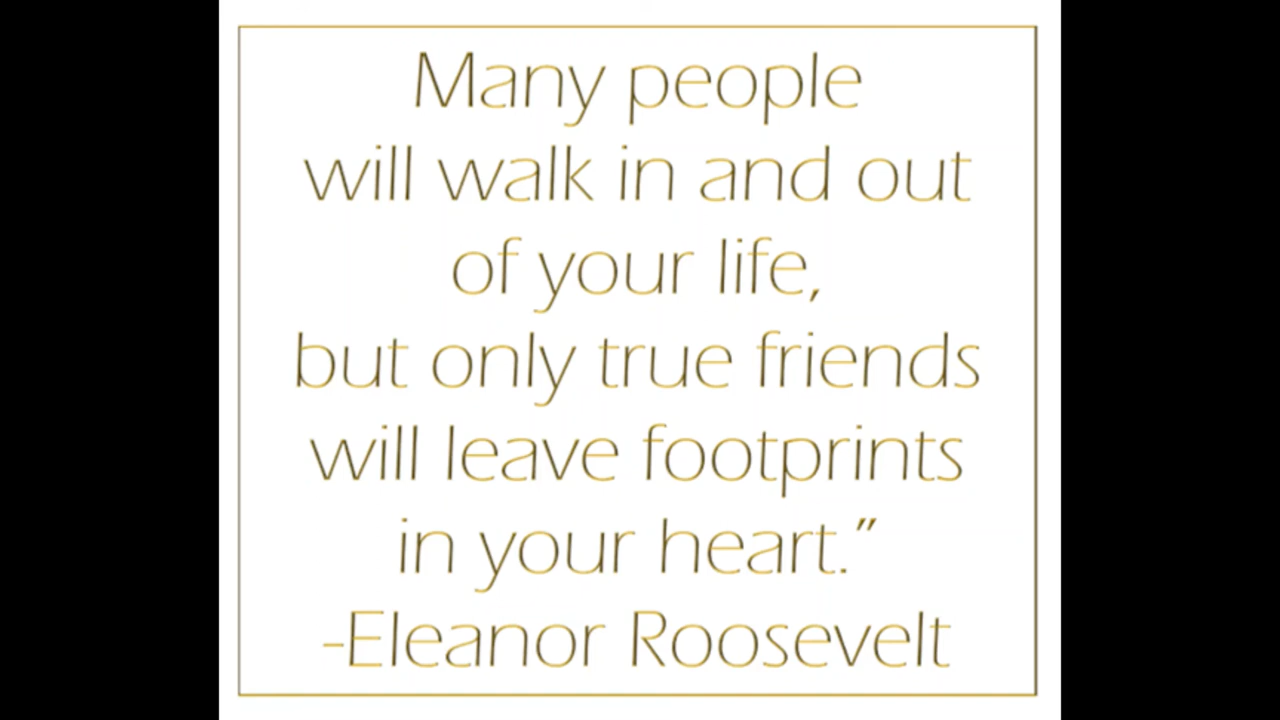 Many people
will walk in and out
of your life,
but only true friends
will leave footprints
in your heart.”
-Eleanor Roosevelt